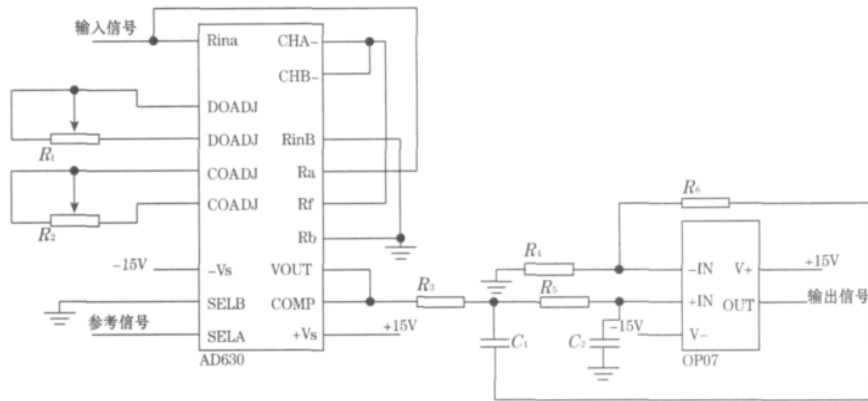 输入信号
Rina
CHA-
CHB-
DOADJ
DOADJ
RinB
R1
COADJ
Ra
COADJ
Rf
R2
Rb
-15V
-Vs
VOUT
SELB
COMP
参考信号
SELA
+Vs
+15V
AD630
R3
R4
R5
R6
C1
C2
-15V
-IN
V+
+15V
+IN
OUT
输出信号
V-
OP07